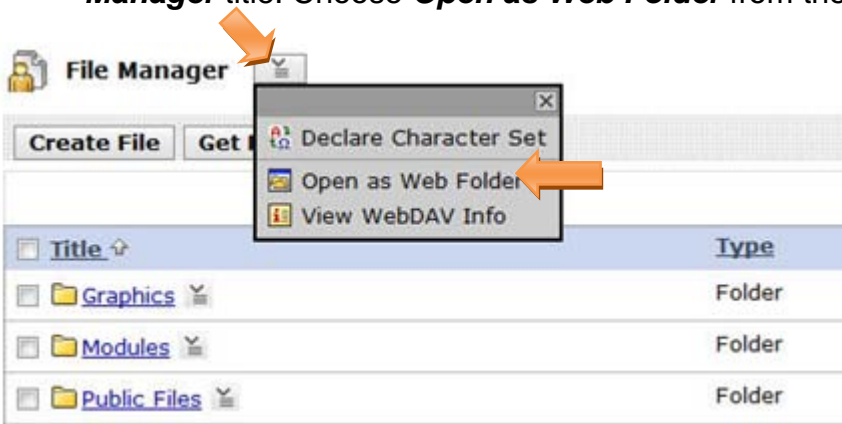 Manager title. Choose Open as Web Folder from the
File Manager
Declare Character Set
Create File Get
Open as Web Folder
View WebDAV Info
Title Type
Graphics Folder
Modules Folder
Public Files Folder